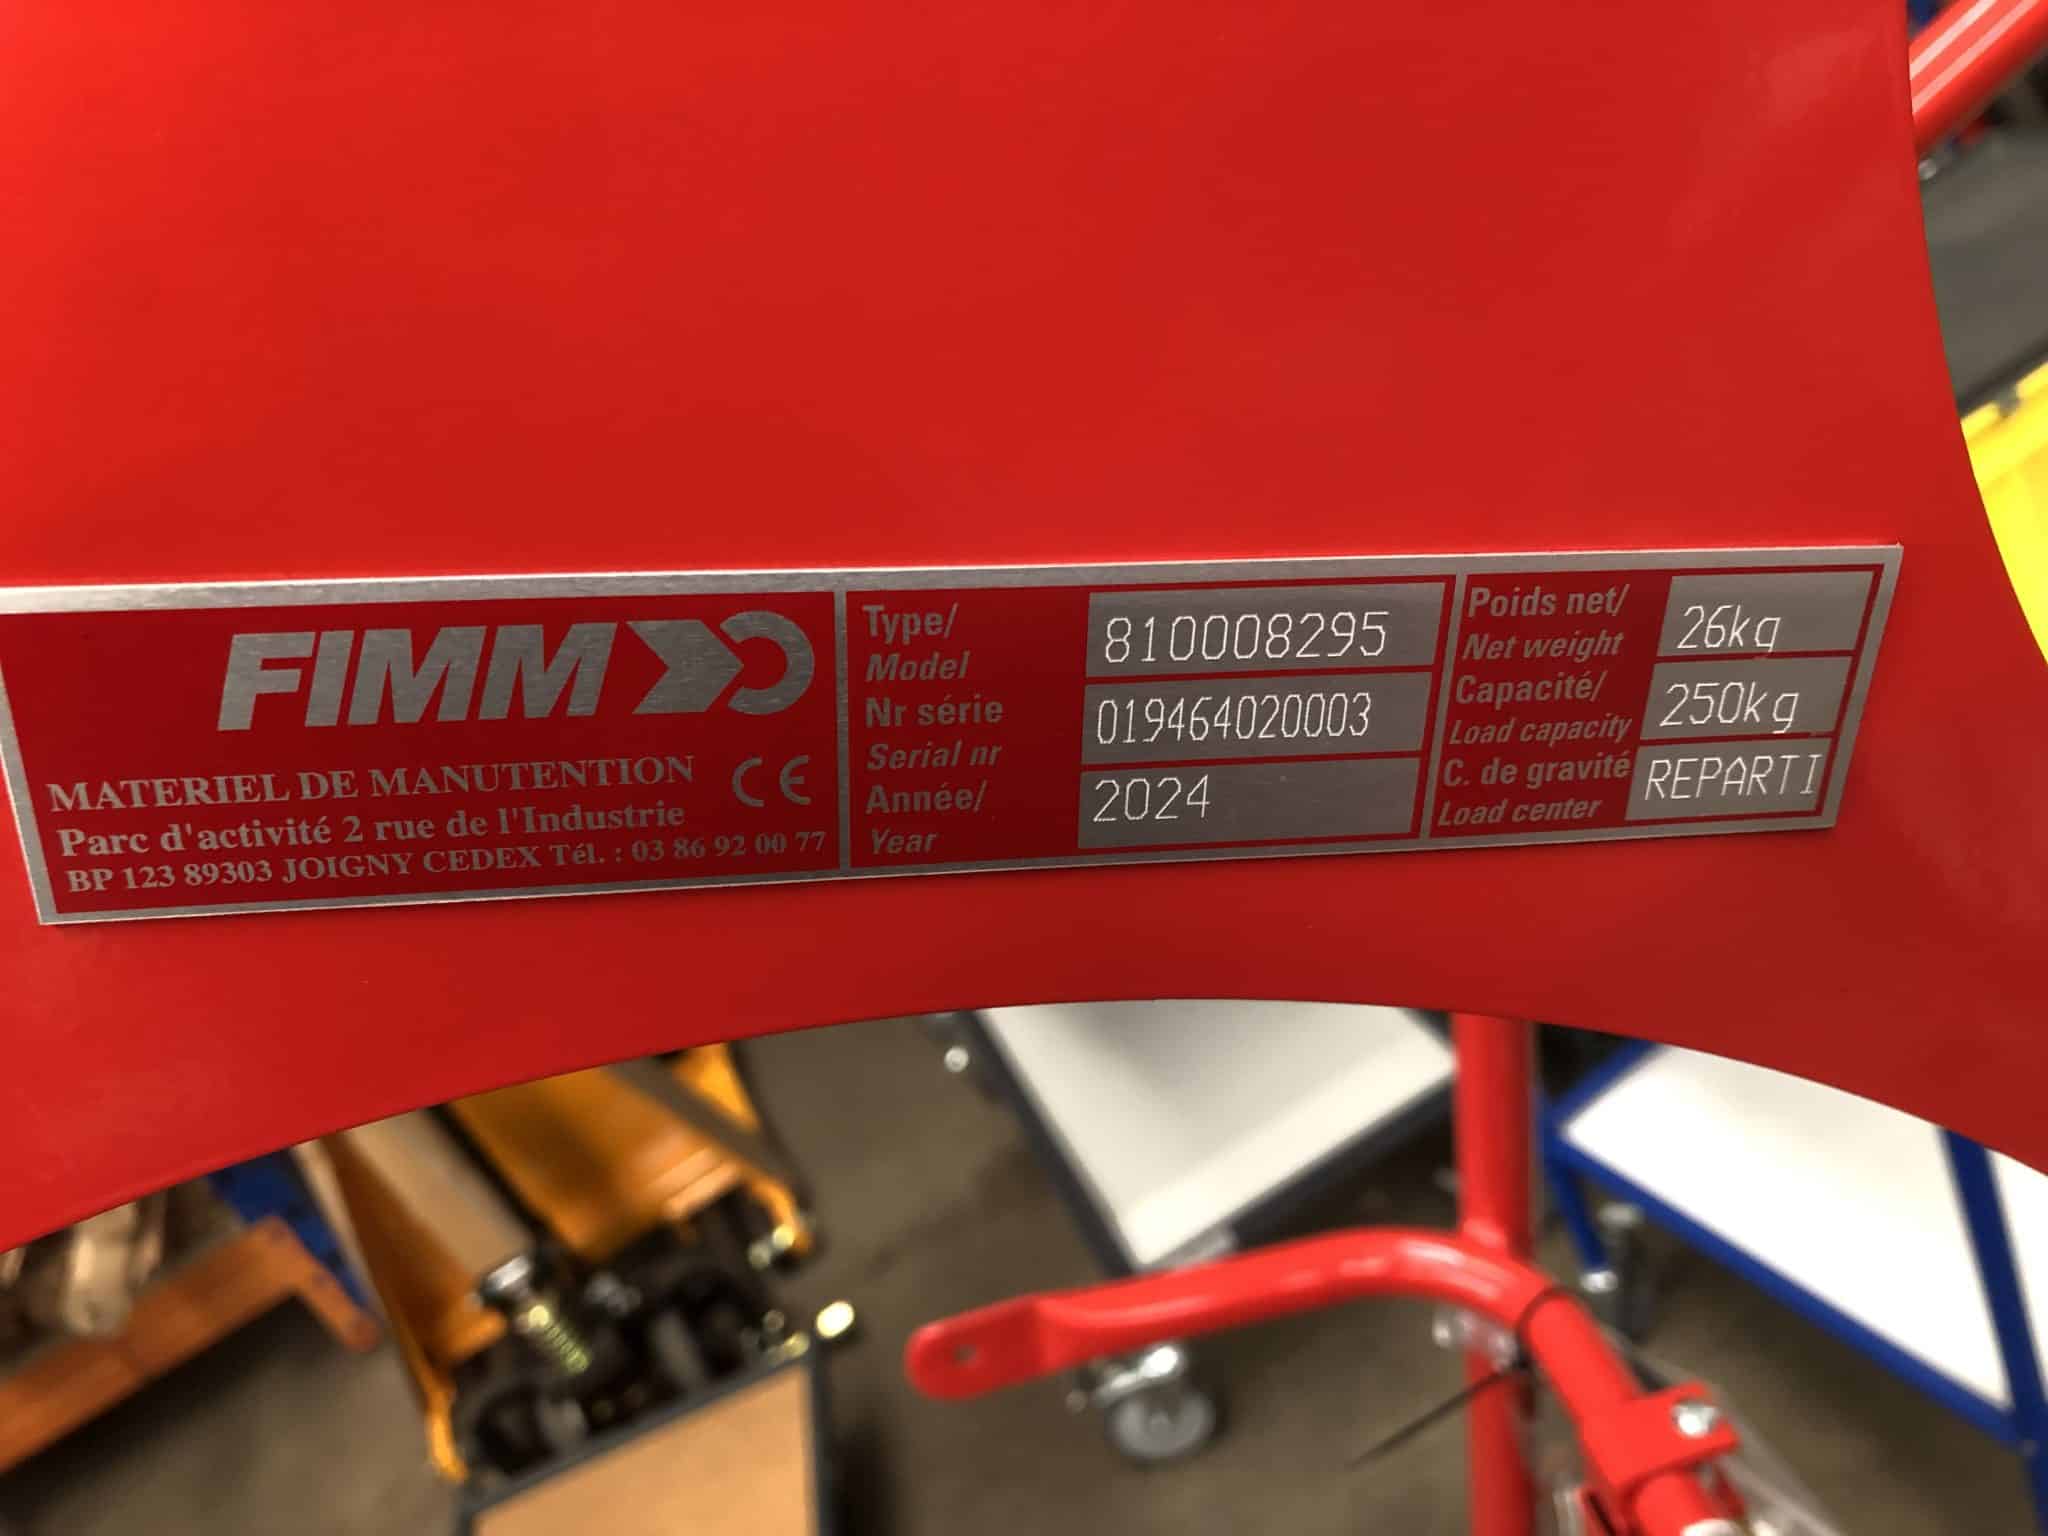 FIMM
MATERIEL DE MANUTENTION CE
Parc d'activité 2 rue de l'Industrie
BP 123 89303 JOIGNY CEDEX Tél. : 03 86 92 00 77
Type/
Model
810008295
Nr série
Serial nr
019464020003
Année/
Year
2024
Poids net/
Net weight
26kg
Capacité/
Load capacity
250kg
C. de gravité
Load center
REPARTI